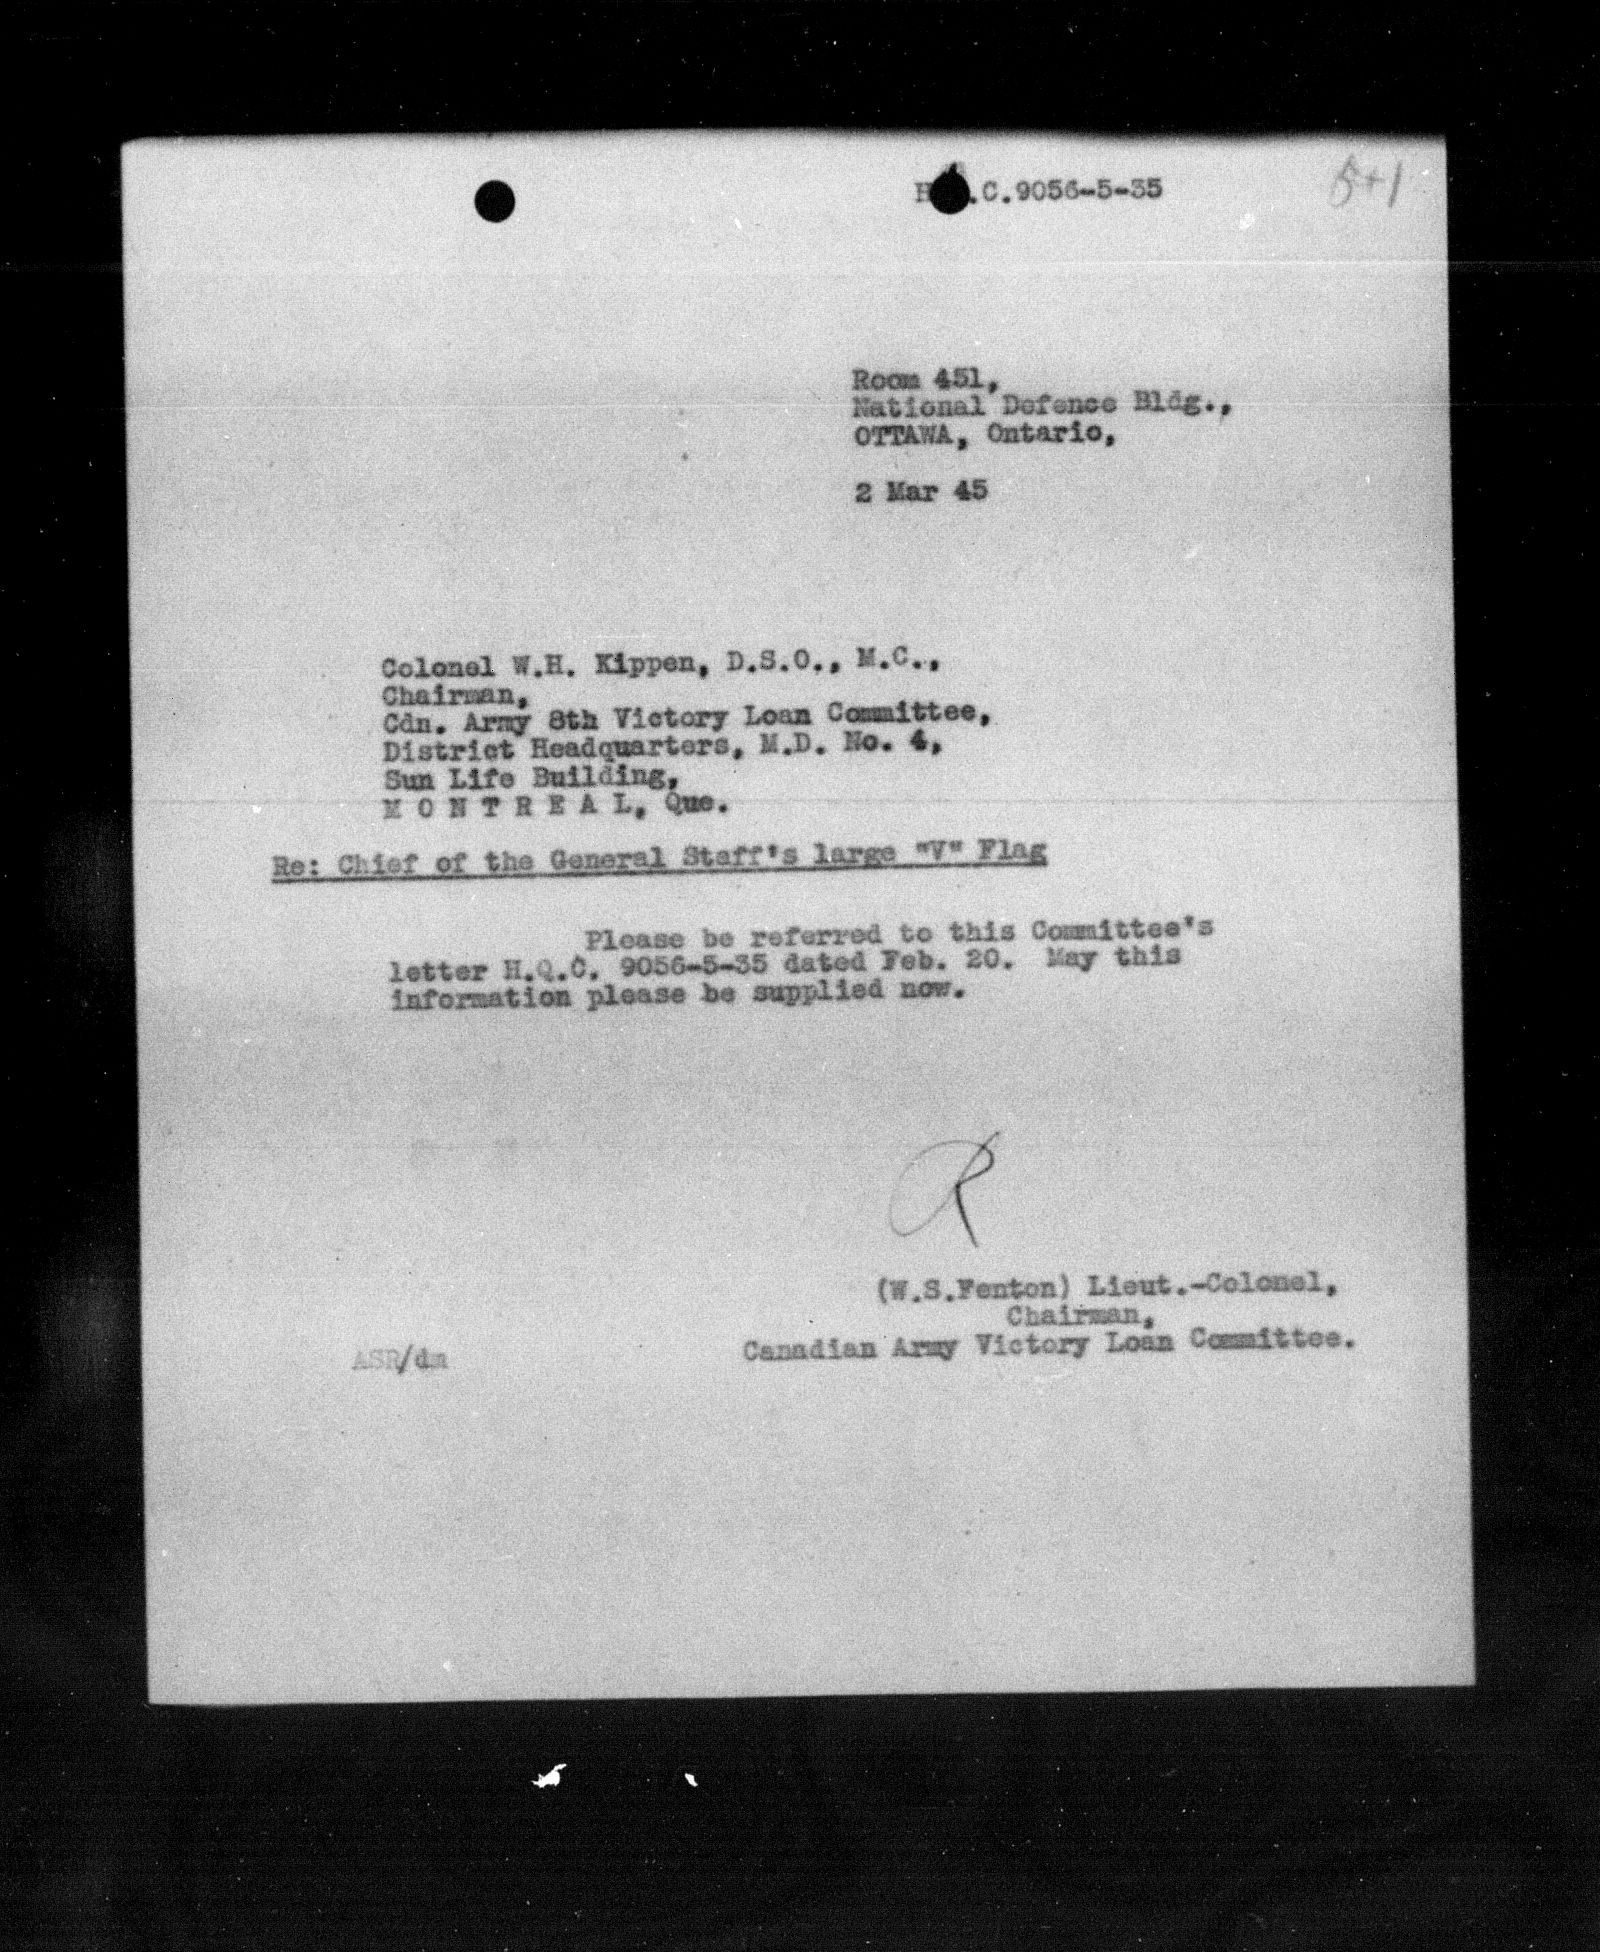 H .C.9056-5-35
5+1
Room 451,
National Defence Bldg.,
OTTAWA, Ontario,
2 Mar 45
Colonel W.H. Kippen, D.S.O., M.C.,
Chairman,
Cdn. Army 8th Victory Loan Committee,
District Headquarters, M.D. No. 4,
Sun Life Building,
M O N T R E A L, Que.
Re: Chief of the General Staff's large "V" Flag
Please be referred to this Committee's
letter H.Q.C. 9056-5-35 dated Feb. 20. May this
information please be supplied now.
R
(W.S.Fenton) Lieut.-Colonel,
Chairman,
Canadian Army Victory Loan Committee.
ASR/dm